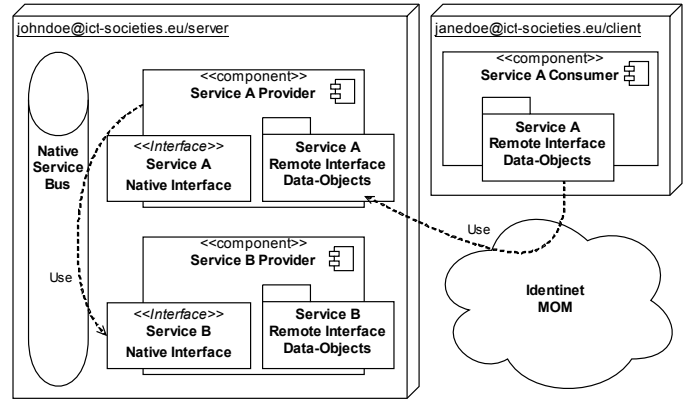 johndoe@ict-societies.eu/server
janedoe@ict-societies.eu/client
<<component>>
Service A Provider
<<component>>
Service A Consumer
Native
Service
Bus
<<Interface>>
Service A
Native Interface
Service A
Remote Interface
Data-Objects
Service A
Remote Interface
Data-Objects
Use
Use
<<component>>
Service B Provider
<<Interface>>
Service B
Native Interface
Service B
Remote Interface
Data-Objects
Identinet
MOM